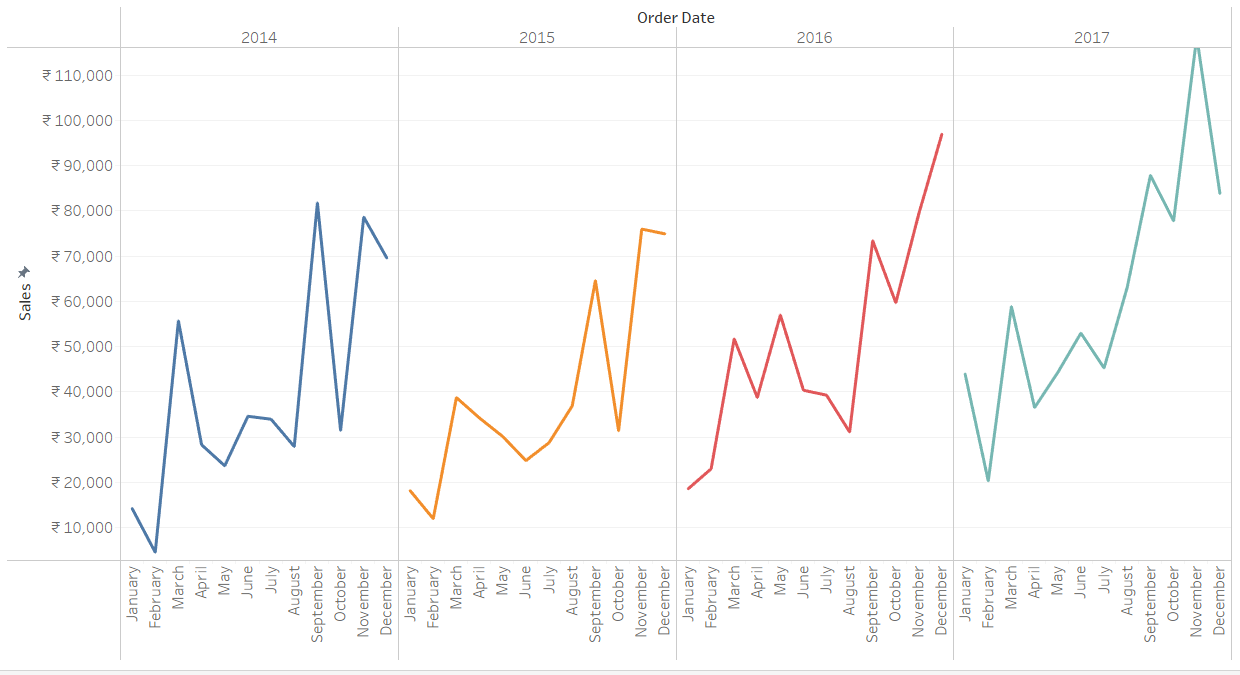 Order Date
2014 2015 2016 2017
₹ 110,000
₹ 100,000
₹ 90,000
₹ 80,000
₹ 70,000
₹ 60,000
₹ 50,000
₹ 40,000
₹ 30,000
₹ 20,000
₹ 10,000
Sales
January February March April May June July August September October November December January February March April May June July August September October November December January February March April May June July August September October November December January February March April May June July August September October November December